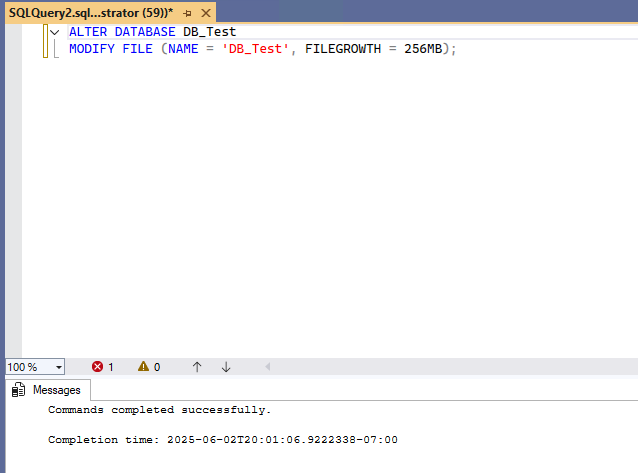 SQLQuery2.sql...strator (59))*
ALTER DATABASE DB_Test
MODIFY FILE (NAME = 'DB_Test', FILEGROWTH = 256MB);
100 %
1
0
Messages
Commands completed successfully.
Completion time: 2025-06-02T20:01:06.9222338-07:00